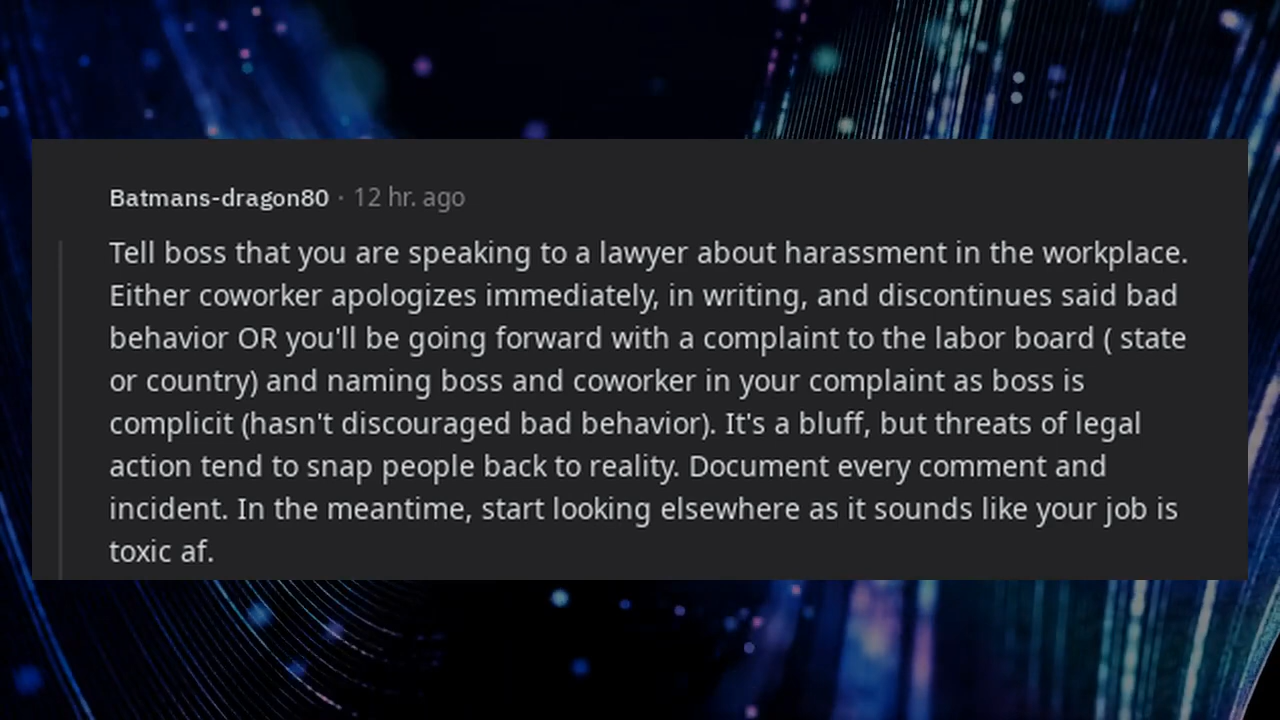 Batmans-dragon80 · 12 hr. ago
Tell boss that you are speaking to a lawyer about harassment in the workplace.
Either coworker apologizes immediately, in writing, and discontinues said bad
behavior OR you'll be going forward with a complaint to the labor board ( state
or country) and naming boss and coworker in your complaint as boss is
complicit (hasn't discouraged bad behavior). It's a bluff, but threats of legal
action tend to snap people back to reality. Document every comment and
incident. In the meantime, start looking elsewhere as it sounds like your job is
toxic af.